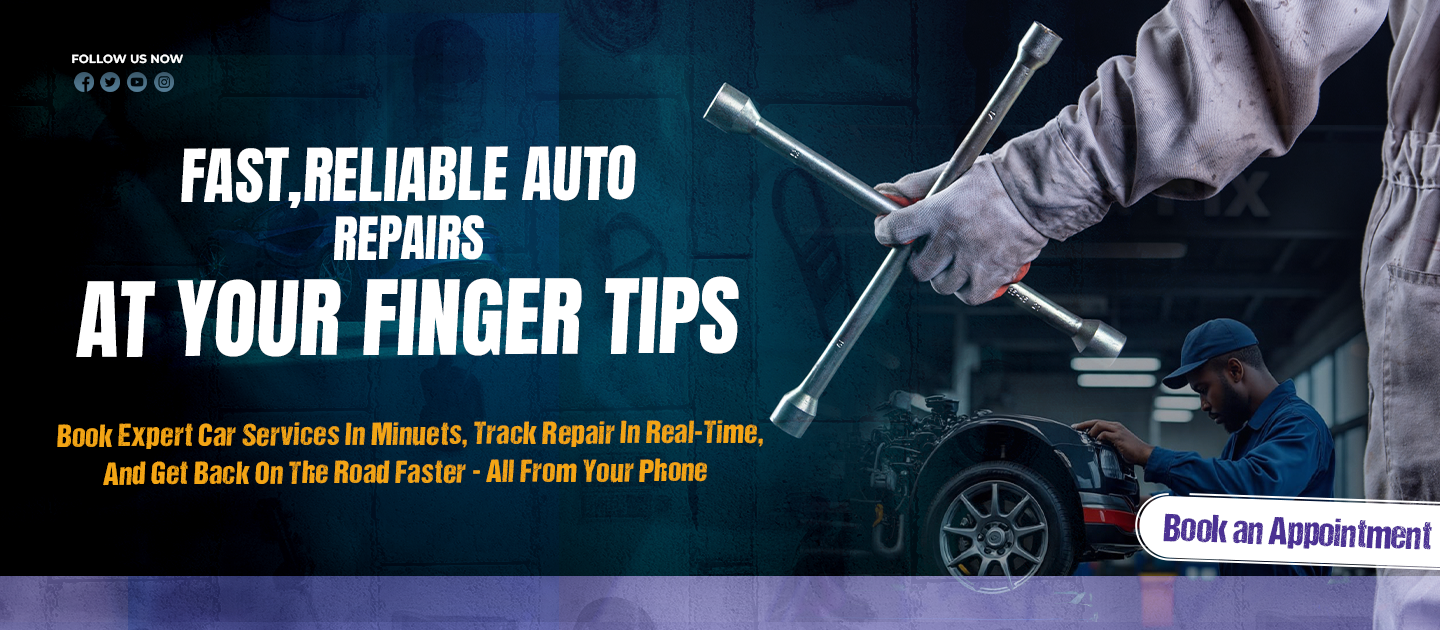 FOLLOW US NOW
FAST,RELIABLE AUTO
REPAIRS
AT YOUR FINGER TIPS
Book Expert Car Services In Minuets, Track Repair In Real-Time,
And Get Back On The Road Faster - All From Your Phone
Book an Appointment